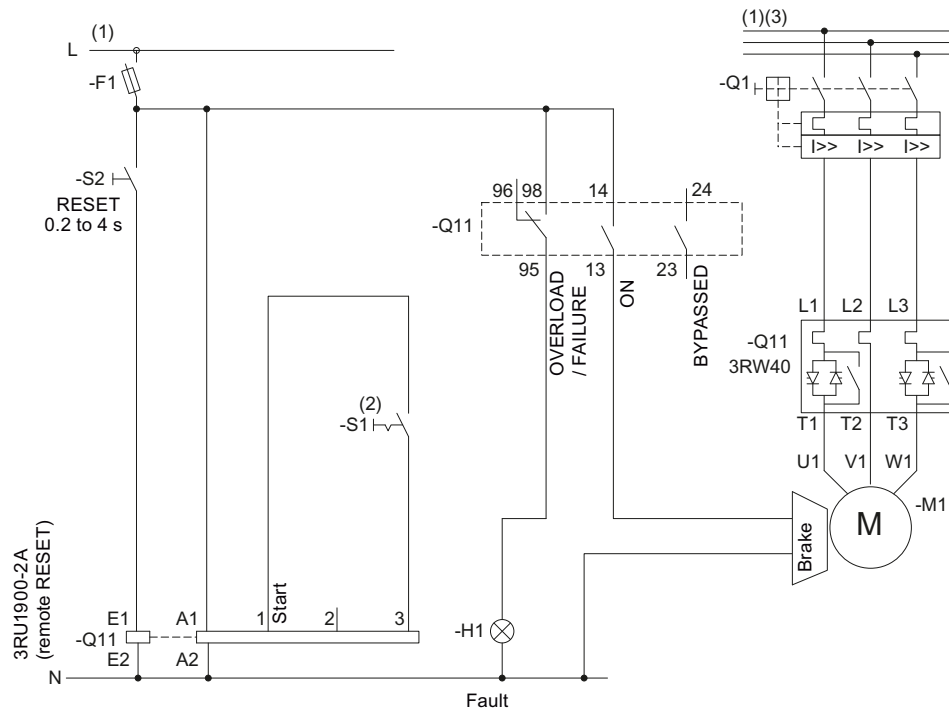 (1)
L
-F1
-S2
RESET
0.2 to 4 s
(1)(3)
-Q1
I>> I>> I>>
96 98 14 24
-Q11
95 13 23
OVERLOAD
/ FAILURE
ON
BYPASSED
L1 L2 L3
-Q11
3RW40
T1 T2 T3
U1 V1 W1
(2)
-S1
-M1
M
Brake
3RU1900-2A
(remote RESET)
E1 A1 1 Start 2 3
-Q11
E2 A2
-H1
N
Fault